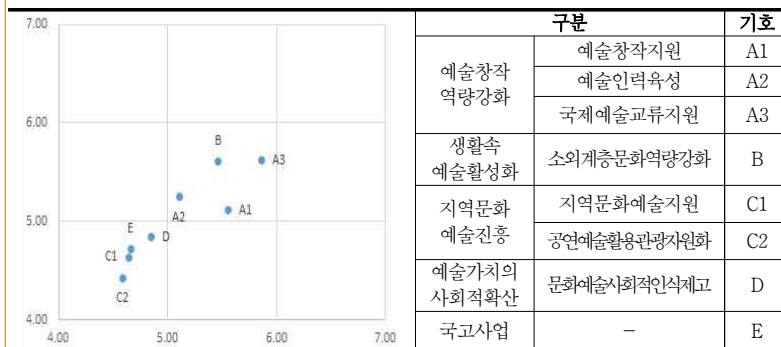 7.00
6.00
5.00
4.00
4.00
5.00
6.00
7.00
B
A3
A2
A1
E
D
C1
C2
구분 기호
예술창작
역량강화
예술창작지원 A1
예술인력육성 A2
국제예술교류지원 A3
생활속
예술활성화
소외계층문화역량강화 B
지역문화
예술진흥
지역문화예술지원 C1
공연예술활용관광자원화 C2
예술가치의
사회적확산
문화예술사회적인식제고 D
국고사업 – E